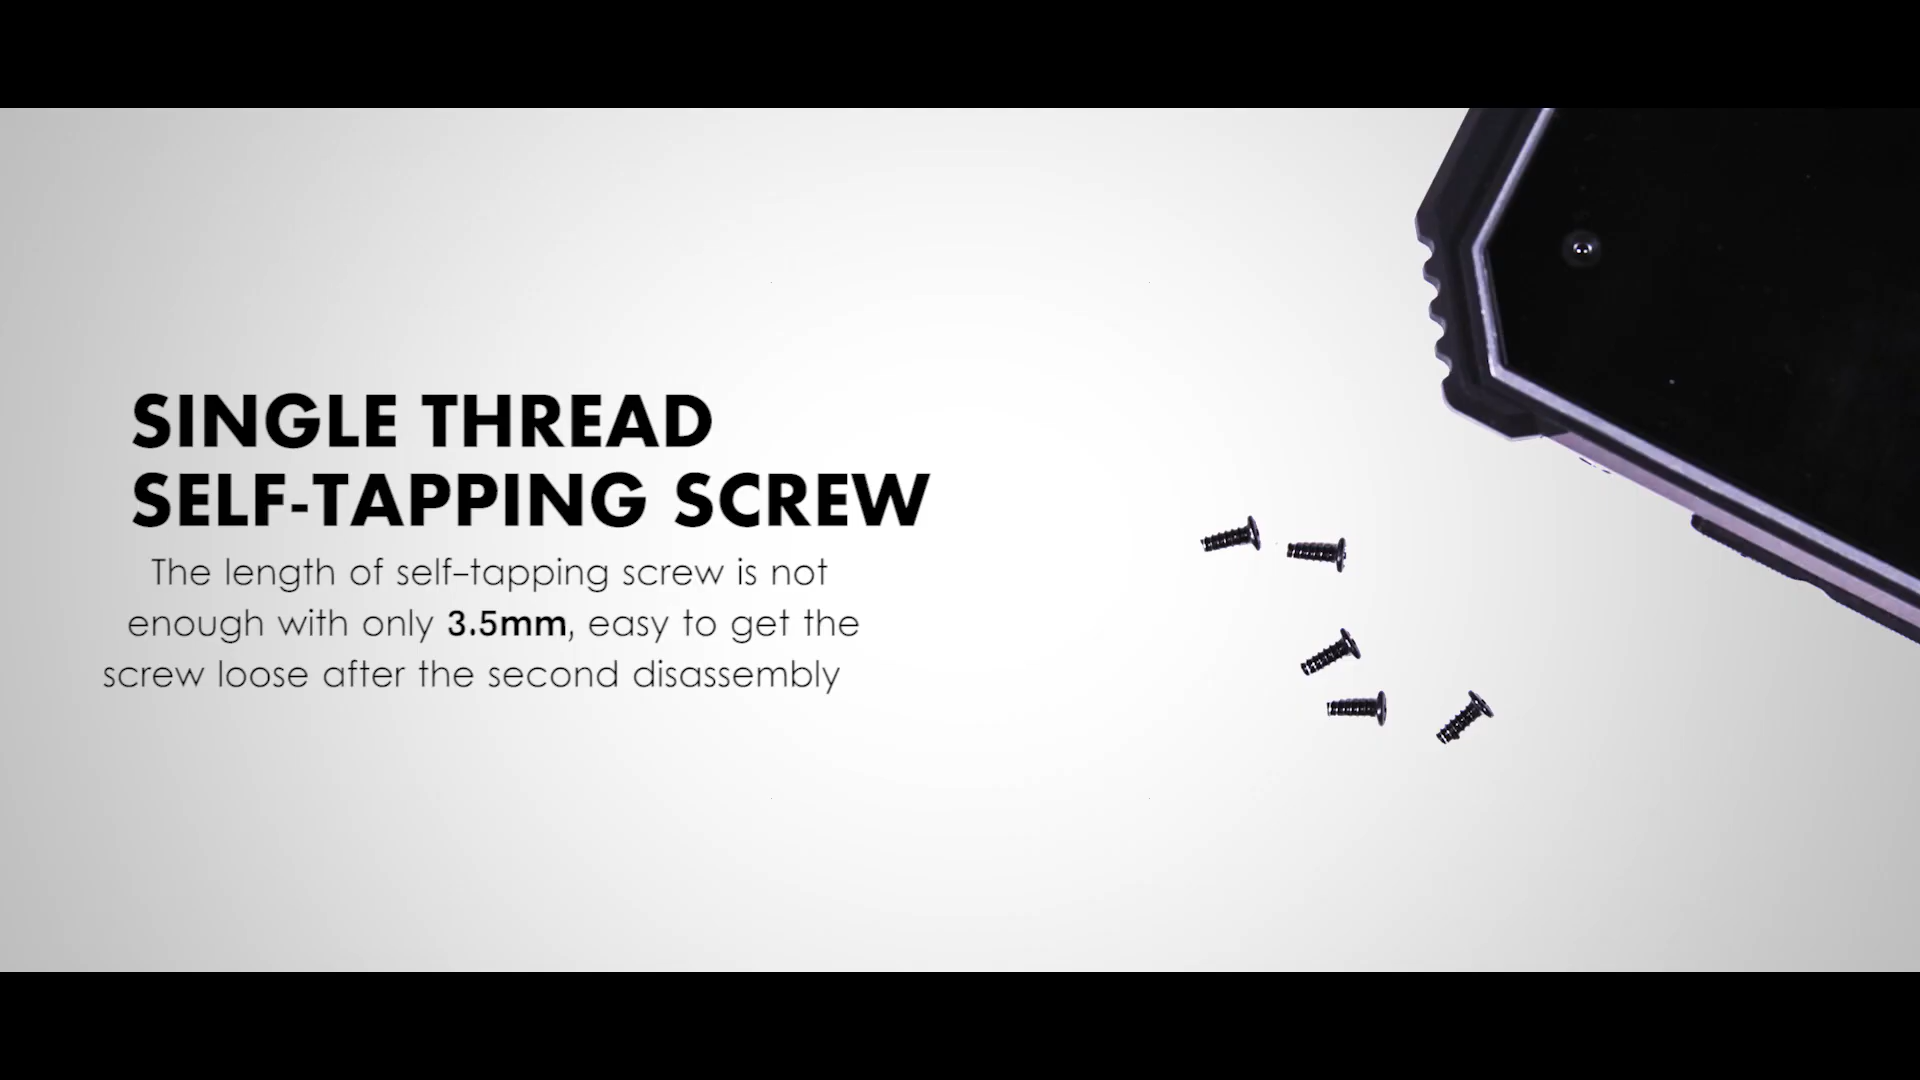 SINGLE THREAD
SELF-TAPPING SCREW
The length of self-tapping screw is not
enough with only 3.5mm, easy to get the
screw loose after the second disassembly